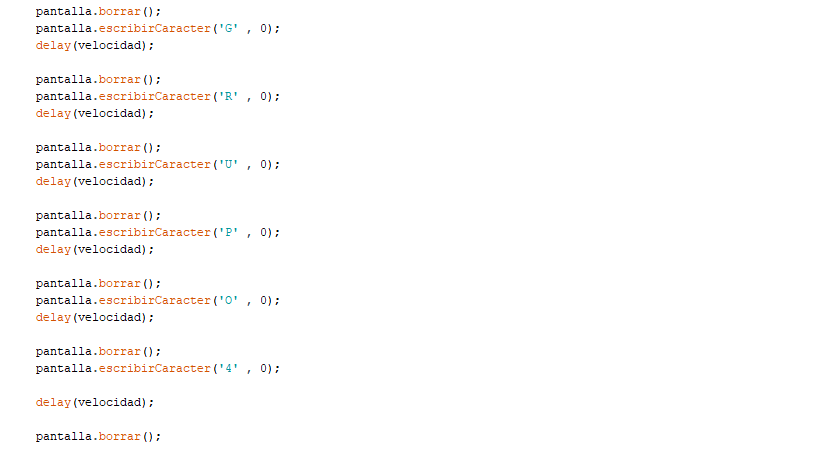 pantalla.borrar();
pantalla.escribirCaracter('G' , 0);
delay(velocidad);

pantalla.borrar();
pantalla.escribirCaracter('R' , 0);
delay(velocidad);

pantalla.borrar();
pantalla.escribirCaracter('U' , 0);
delay(velocidad);

pantalla.borrar();
pantalla.escribirCaracter('P' , 0);
delay(velocidad);

pantalla.borrar();
pantalla.escribirCaracter('O' , 0);
delay(velocidad);

pantalla.borrar();
pantalla.escribirCaracter('4' , 0);

delay(velocidad);

pantalla.borrar();